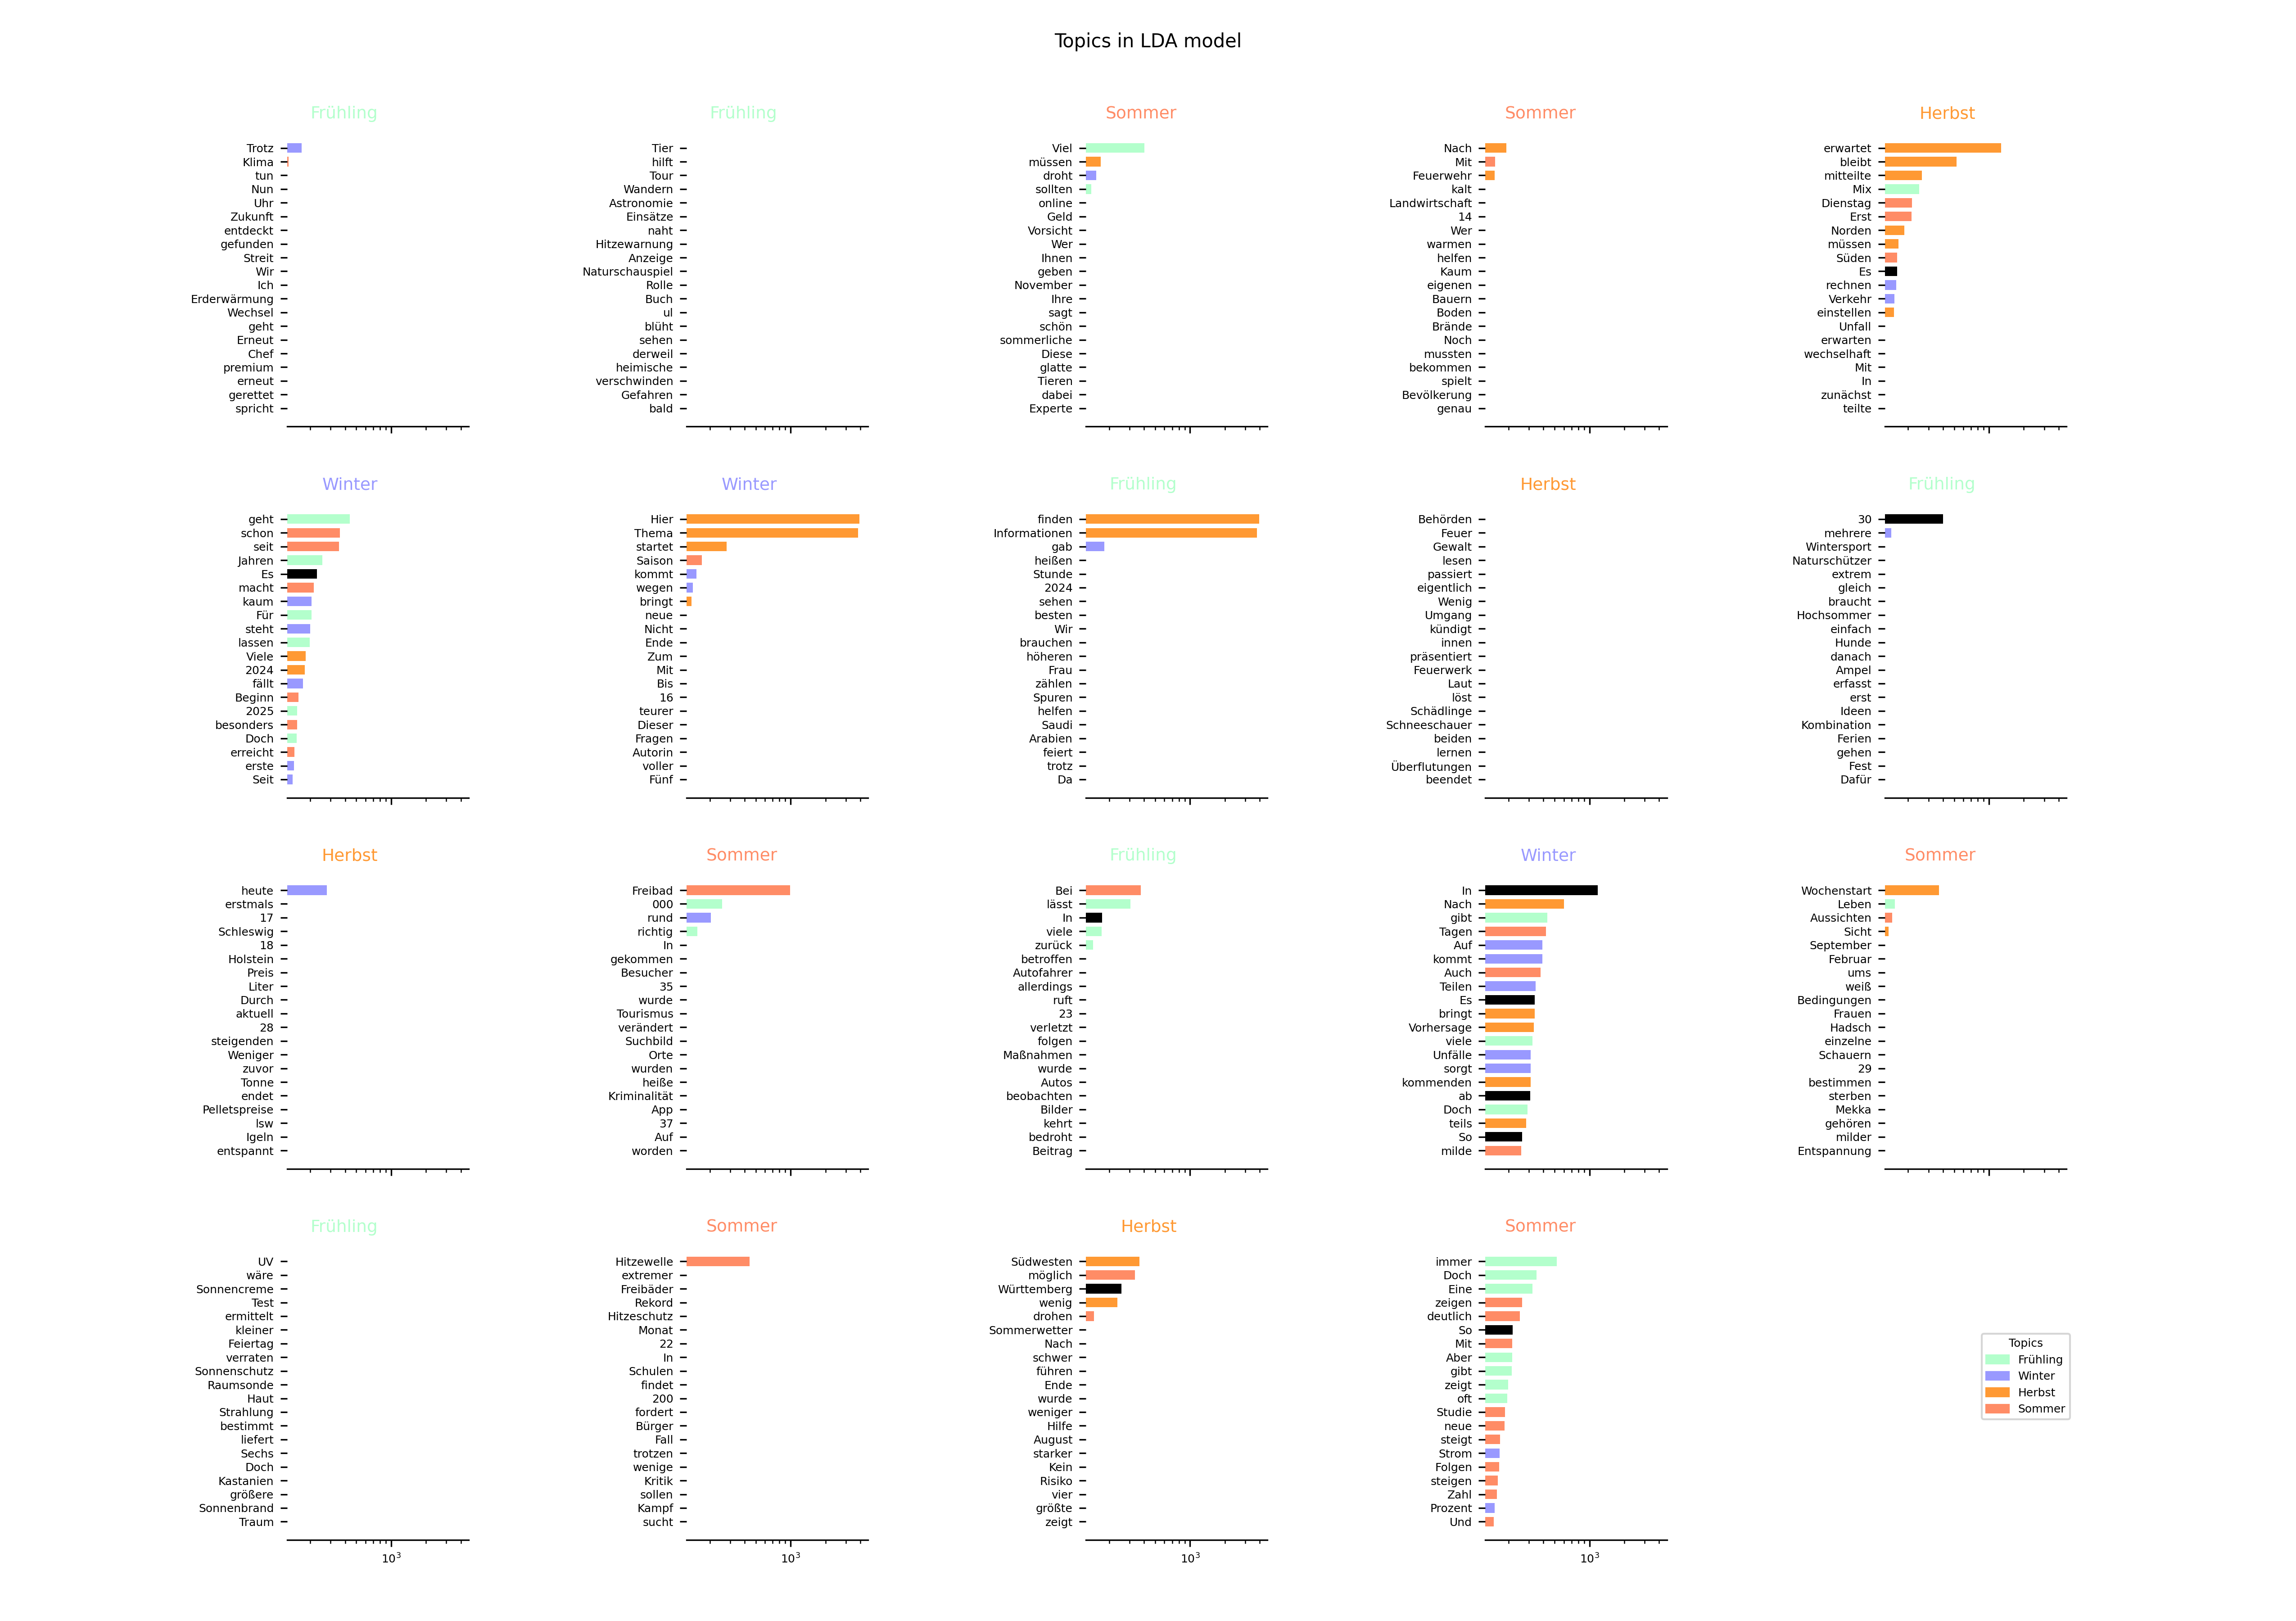 Topics in LDA model
Frühling
Trotz
Klima
tun
Nun
Uhr
Zukunft
entdeckt
gefunden
Streit
Wir
Ich
Erderwärmung
Wechsel
geht
Erneut
Chef
premium
erneut
gerettet
spricht
Frühling
Tier
hilft
Tour
Wandern
Astronomie
Einsätze
naht
Hitzewarnung
Anzeige
Naturschauspiel
Rolle
Buch
ul
blüht
sehen
derweil
heimische
verschwinden
Gefahren
bald
Sommer
Viel
müssen
droht
sollten
online
Geld
Vorsicht
Wer
Ihnen
geben
November
Ihre
sagt
schön
sommerliche
Diese
glatte
Tieren
dabei
Experte
Sommer
Nach
Mit
Feuerwehr
kalt
Landwirtschaft
14
Wer
warmen
helfen
Kaum
eigenen
Bauern
Boden
Brände
Noch
mussten
bekommen
spielt
Bevölkerung
genau
Herbst
erwartet
bleibt
mitteilte
Mix
Dienstag
Erst
Norden
müssen
Süden
Es
rechnen
Verkehr
einstellen
Unfall
erwarten
wechselhaft
Mit
In
zunächst
teilte
Winter
geht
schon
seit
Jahren
Es
macht
kaum
Für
steht
lassen
Viele
2024
fällt
Beginn
2025
besonders
Doch
erreicht
erste
Seit
Winter
Hier
Thema
startet
Saison
kommt
wegen
bringt
neue
Nicht
Ende
Zum
Mit
Bis
16
teurer
Dieser
Fragen
Autorin
voller
Fünf
Frühling
finden
Informationen
gab
heißen
Stunde
2024
sehen
besten
Wir
brauchen
höheren
Frau
zählen
Spuren
helfen
Saudi
Arabien
feiert
trotz
Da
Herbst
Behörden
Feuer
Gewalt
lesen
passiert
eigentlich
Wenig
Umgang
kündigt
innen
präsentiert
Feuerwerk
Laut
löst
Schädlinge
Schneeschauer
beiden
lernen
Überflutungen
beendet
Frühling
30
mehrere
Wintersport
Naturschützer
extrem
gleich
braucht
Hochsommer
einfach
Hunde
danach
Ampel
erfasst
erst
Ideen
Kombination
Ferien
gehen
Fest
Dafür
Herbst
heute
erstmals
17
Schleswig
18
Holstein
Preis
Liter
Durch
aktuell
28
steigenden
Weniger
zuvor
Tonne
endet
Pelletspreise
lsw
Igeln
entspannt
Sommer
Freibad
000
rund
richtig
In
gekommen
Besucher
35
wurde
Tourismus
verändert
Suchbild
Orte
wurden
heiße
Kriminalität
App
37
Auf
worden
Frühling
Bei
lässt
In
viele
zurück
betroffen
Autofahrer
allerdings
ruft
23
verletzt
folgen
Maßnahmen
wurde
Autos
beobachten
Bilder
kehrt
bedroht
Beitrag
Winter
In
Nach
gibt
Tagen
Auf
kommt
Auch
Teilen
Es
bringt
Vorhersage
viele
Unfälle
sorgt
kommenden
ab
Doch
teils
So
milde
Sommer
Wochenstart
Leben
Aussichten
Sicht
September
Februar
ums
weiß
Bedingungen
Frauen
Hadsch
einzelne
Schauern
29
bestimmen
sterben
Mekka
gehören
milder
Entspannung
Frühling
UV
wäre
Sonnencreme
Test
ermittelt
kleiner
Feiertag
verraten
Sonnenschutz
Raumsonde
Haut
Strahlung
bestimmt
liefert
Sechs
Doch
Kastanien
größere
Sonnenbrand
Traum
10³
Sommer
Hitzewelle
extremer
Freibäder
Rekord
Hitzeschutz
Monat
22
In
Schulen
findet
200
fordert
Bürger
Fall
trotzen
wenige
Kritik
sollen
Kampf
sucht
10³
Herbst
Südwesten
möglich
Württemberg
wenig
drohen
Sommerwetter
Nach
schwer
führen
Ende
wurde
weniger
Hilfe
August
starker
Kein
Risiko
vier
größte
zeigt
10³
Sommer
immer
Doch
Eine
zeigen
deutlich
So
Mit
Aber
gibt
zeigt
oft
Studie
neue
steigt
Strom
Folgen
steigen
Zahl
Prozent
Und
10³
Topics
Frühling
Winter
Herbst
Sommer